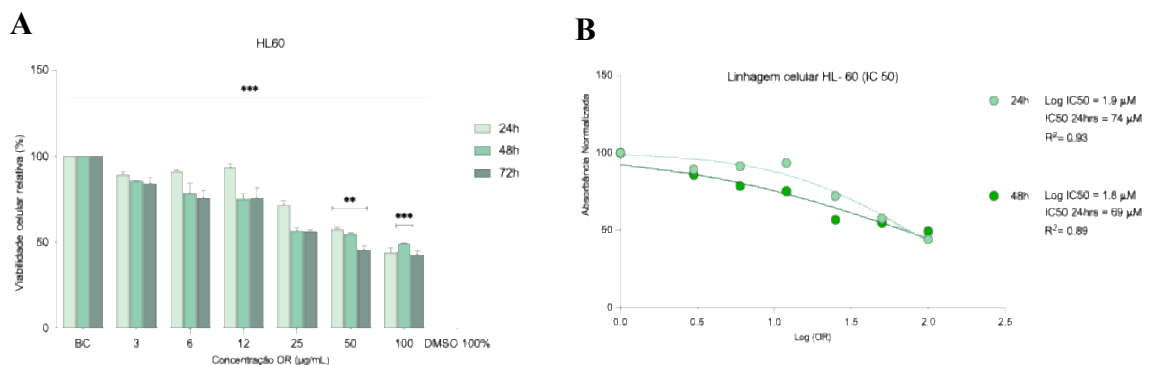 A
HL60
150
100
50
0
Viabilidade celular relativa (%)
***
**
***
24h
48h
72h
BC
3
6
12
25
50
100
DMSO 100%
Concentração OR (µg/mL)
B
Linhagem celular HL- 60 (IC 50)
150
100
50
0
Absorbância Normalizada
0.0
0.5
1.0
1.5
2.0
Log (OR)
24h
Log IC50 = 1.9 µM
IC50 24hrs = 74 µM
R²= 0.93
48h
Log IC50 = 1.8 µM
IC50 24hrs = 69 µM
R²= 0.89